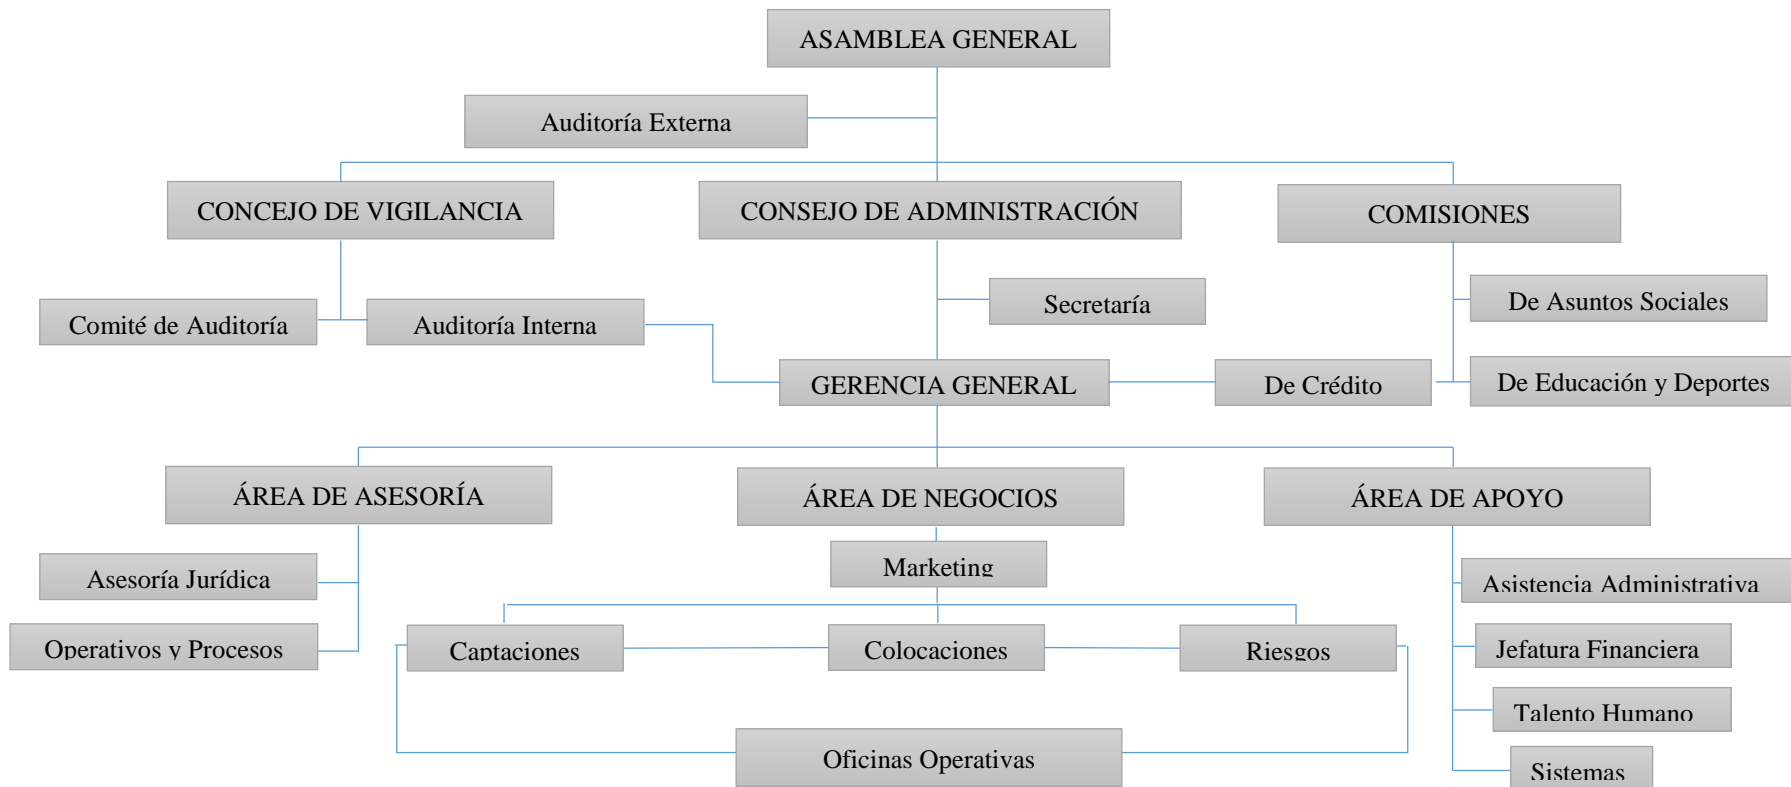 ASAMBLEA GENERAL
Auditoría Externa
CONCEJO DE VIGILANCIA
CONSEJO DE ADMINISTRACIÓN
COMISIONES
Comité de Auditoría
Auditoría Interna
Secretaría
De Asuntos Sociales
GERENCIA GENERAL
De Crédito
De Educación y Deportes
ÁREA DE ASESORÍA
ÁREA DE NEGOCIOS
ÁREA DE APOYO
Asesoría Jurídica
Marketing
Asistencia Administrativa
Operativos y Procesos
Captaciones
Colocaciones
Riesgos
Jefatura Financiera
Talento Humano
Oficinas Operativas
Sistemas